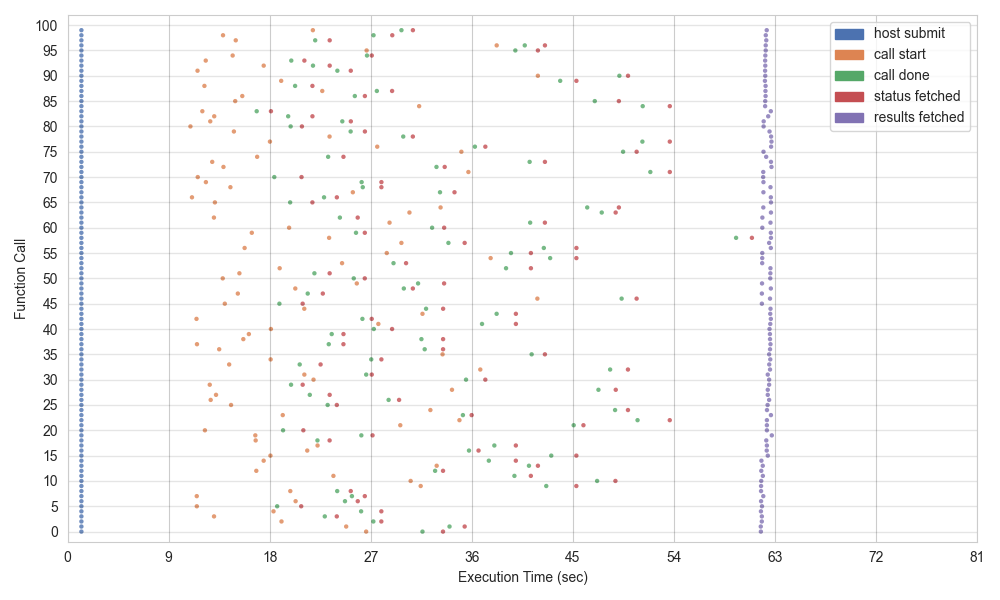 100
95
90
85
80
75
70
65
60
55
50
45
40
35
30
25
20
15
10
5
0
Function Call
host submit
call start
call done
status fetched
results fetched
0 9 18 27 36 45 54 63 72 81
Execution Time (sec)